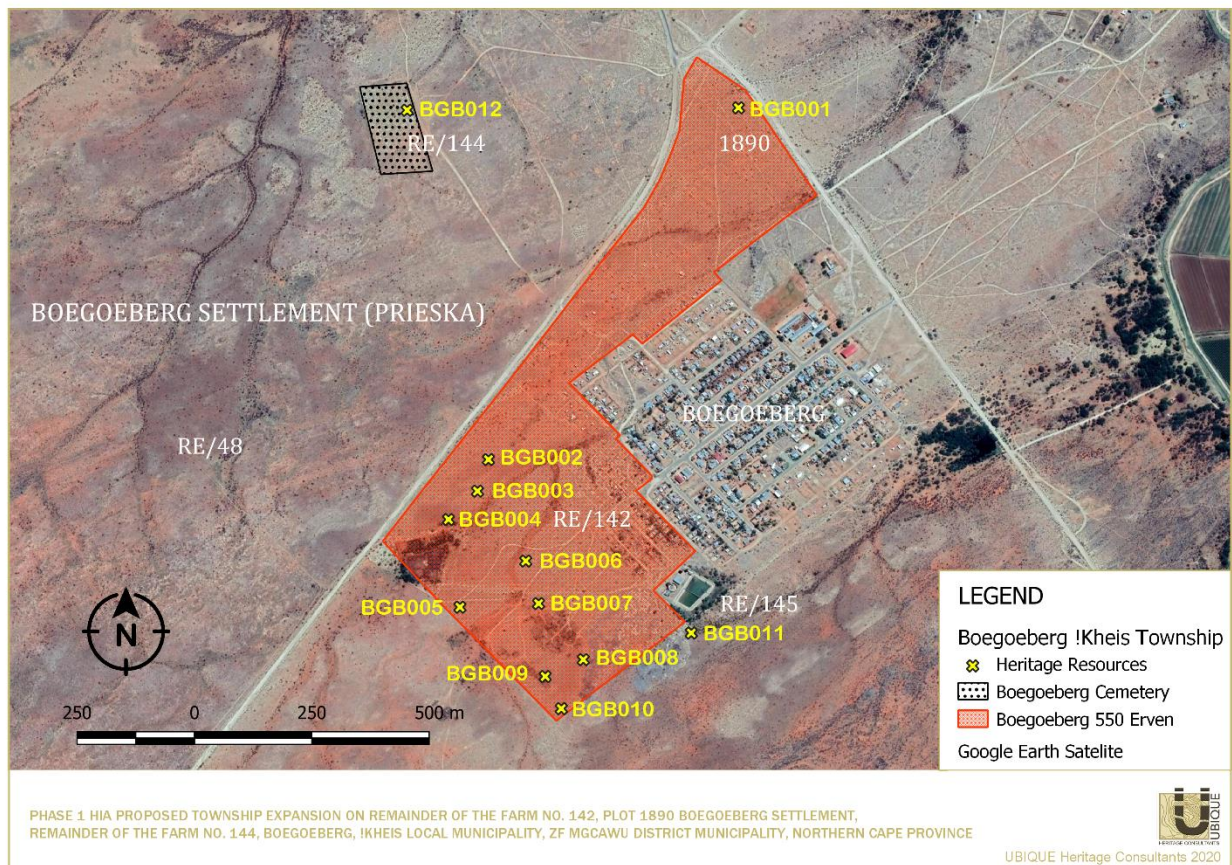 BGB012
RE/144
BGB001
1890
BOEGOEBERG SETTLEMENT (PRIESKA)
RE/48
BOEGOEBERG
BGB002
BGB003
BGB004
RE/142
BGB006
BGB005
BGB007
RE/145
BGB011
BGB008
BGB009
BGB010
N
250 0 250 500 m
LEGEND
Boegoeberg !Kheis Township
Heritage Resources
Boegoeberg Cemetery
Boegoeberg 550 Erven
Google Earth Satelite
PHASE 1 HIA PROPOSED TOWNSHIP EXPANSION ON REMAINDER OF THE FARM NO. 142, PLOT 1890 BOEGOEBERG SETTLEMENT,
REMAINDER OF THE FARM NO. 144, BOEGOEBERG, !KHEIS LOCAL MUNICIPALITY, ZF MGCAWU DISTRICT MUNICIPALITY, NORTHERN CAPE PROVINCE
Ü
UBIQUE
HERITAGE CONSULTANTS
UBIQUE Heritage Consultants 2020